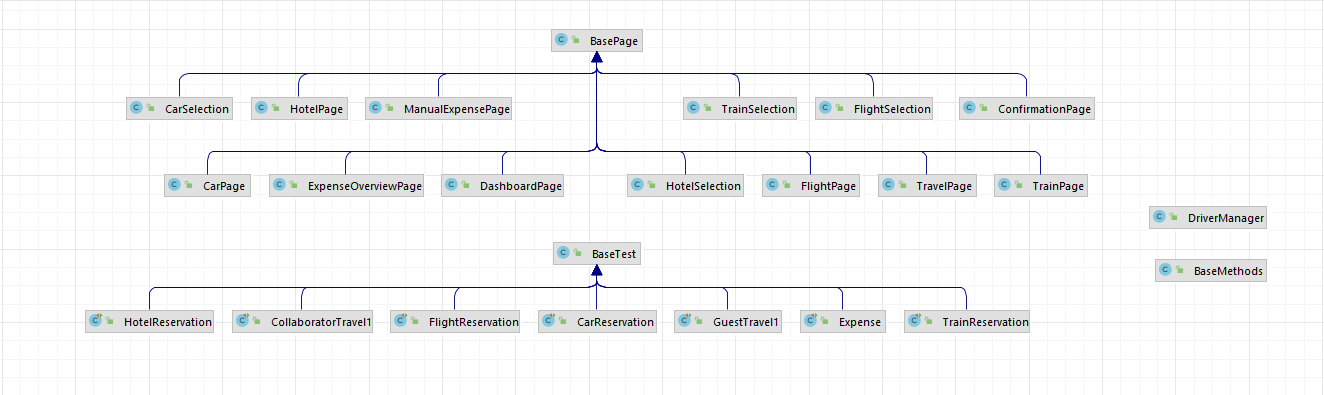 BasePage
CarSelection HotelPage ManualExpensePage TrainSelection FlightSelection ConfirmationPage
CarPage ExpenseOverviewPage DashboardPage HotelSelection FlightPage TravelPage TrainPage
DriverManager
BaseTest
BaseMethods
HotelReservation CollaboratorTravel1 FlightReservation CarReservation GuestTravel1 Expense TrainReservation